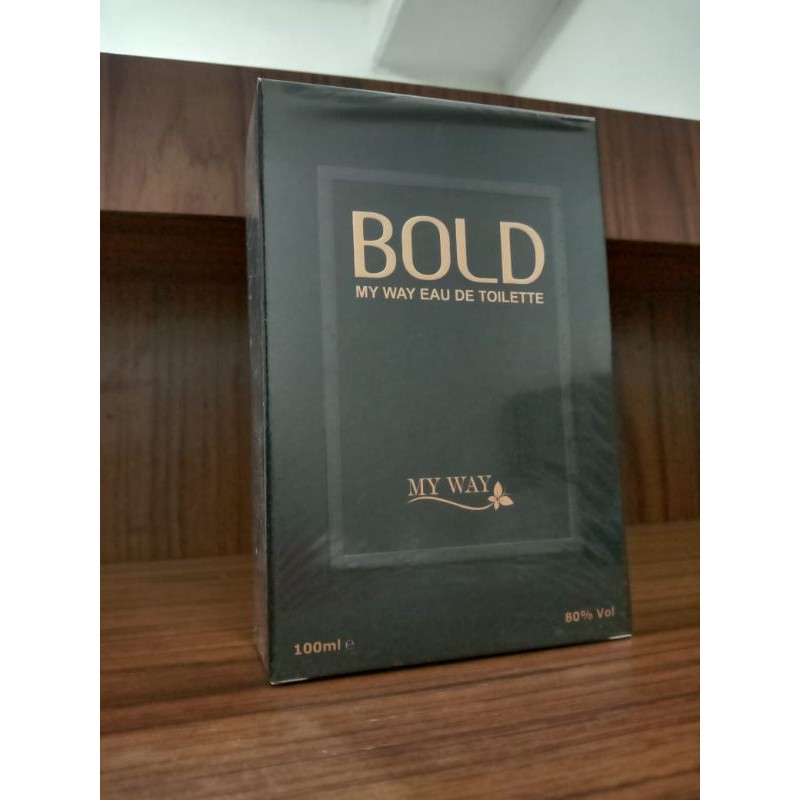 BOLD
MY WAY EAU DE TOILETTE
MY WAY
80% Vol
100ml ℮